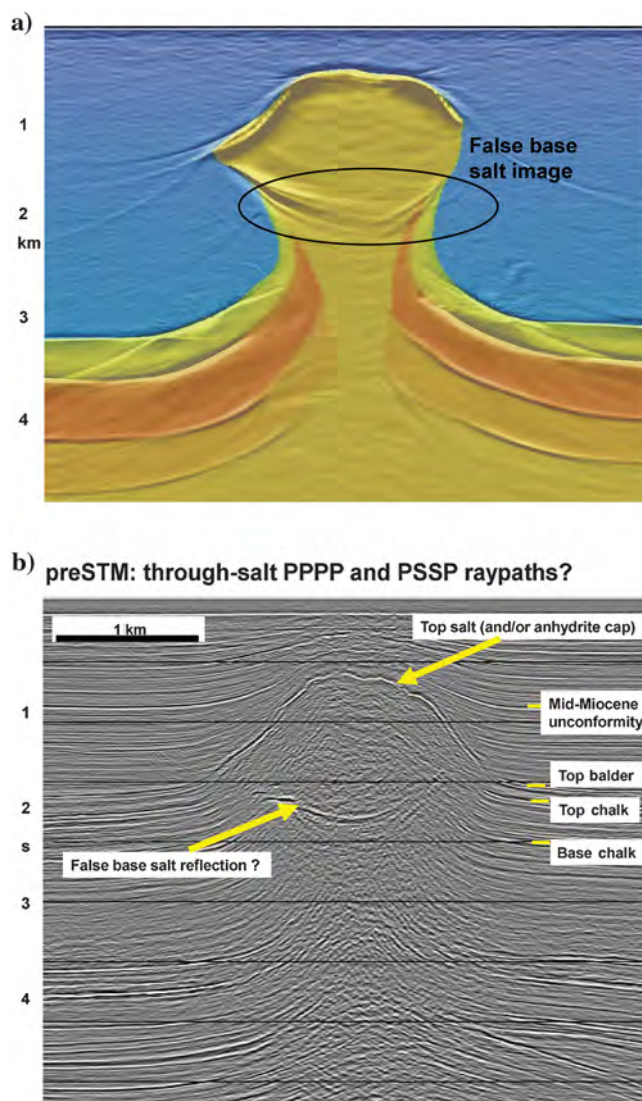 a)
1
False base
salt image
2
km
3
4
b) preSTM: through-salt PPPP and PSSP raypaths?
1 km
Top salt (and/or anhydrite cap)
1
Mid-Miocene
unconformity
Top balder
2
Top chalk
s
Base chalk
False base salt reflection ?
3
4